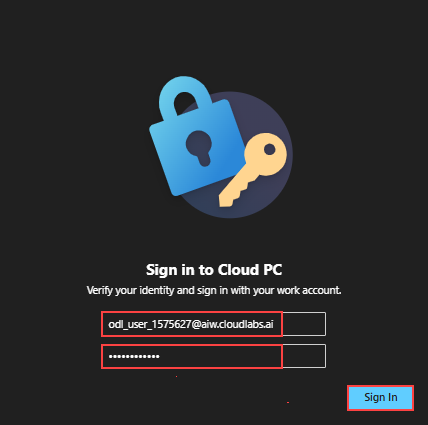 Sign in to Cloud PC
Verify your identity and sign in with your work account.
odl_user_1575627@aiw.cloudlabs.ai
••••••••••••
Sign In